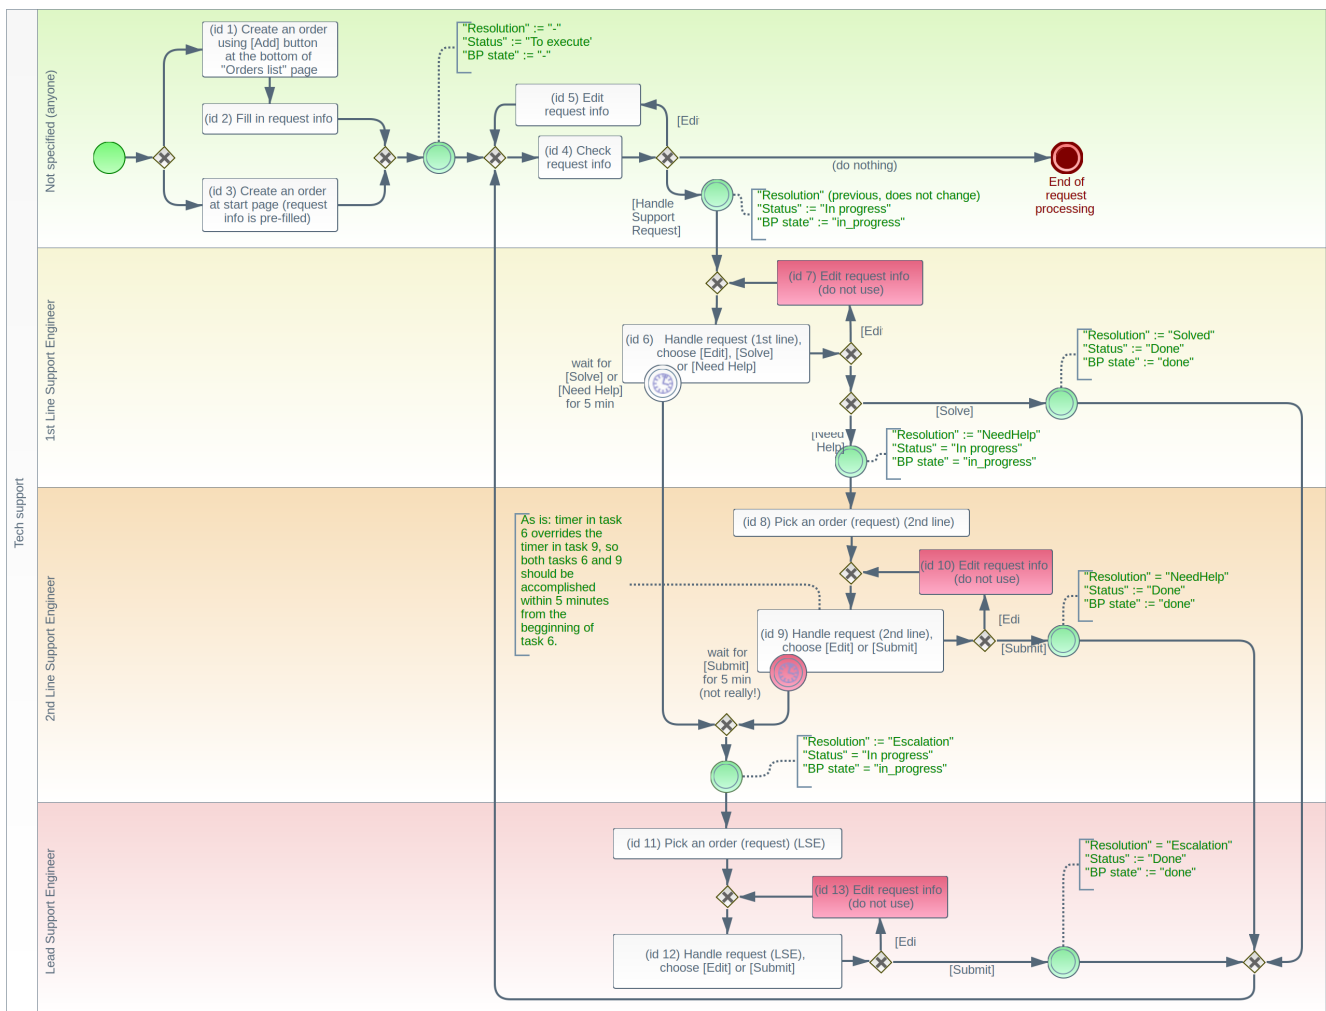 Tech support
Not specified (anyone)
(id 1) Create an order
using [Add] button
at the bottom of
"Orders list" page
(id 2) Fill in request info
(id 3) Create an order
at start page (request
info is pre-filled)
"Resolution" := "-"
"Status" := "To execute'
"BP state" := "-"
(id 5) Edit
request info
[Edi
(id 4) Check
request info
(do nothing)
End of
request
processing
[Handle
Support
Request]
"Resolution" (previous, does not change)
"Status" := "In progress"
"BP state" := "in_progress"
1st Line Support Engineer
(id 7) Edit request info
(do not use)
[Edi
(id 6) Handle request (1st line),
choose [Edit], [Solve]
or [Need Help]
wait for
[Solve] or
[Need Help]
for 5 min
[Solve]
"Resolution" := "Solved"
"Status" := "Done"
"BP state" := "done"
[Need
Help]
"Resolution" := "NeedHelp"
"Status" = "In progress"
"BP state" = "in_progress"
2nd Line Support Engineer
(id 8) Pick an order (request) (2nd line)
As is: timer in task
6 overrides the
timer in task 9, so
both tasks 6 and 9
should be
accomplished
within 5 minutes
from the
begginning of
task 6.
(id 10) Edit request info
(do not use)
[Edi
(id 9) Handle request (2nd line),
choose [Edit] or [Submit]
[Submit]
"Resolution" = "NeedHelp"
"Status" := "Done"
"BP state" := "done"
wait for
[Submit]
for 5 min
(not really!)
"Resolution" := "Escalation"
"Status" = "In progress"
"BP state" = "in_progress"
Lead Support Engineer
(id 11) Pick an order (request) (LSE)
(id 13) Edit request info
(do not use)
[Edi
(id 12) Handle request (LSE),
choose [Edit] or [Submit]
[Submit]
"Resolution" = "Escalation"
"Status" := "Done"
"BP state" := "done"